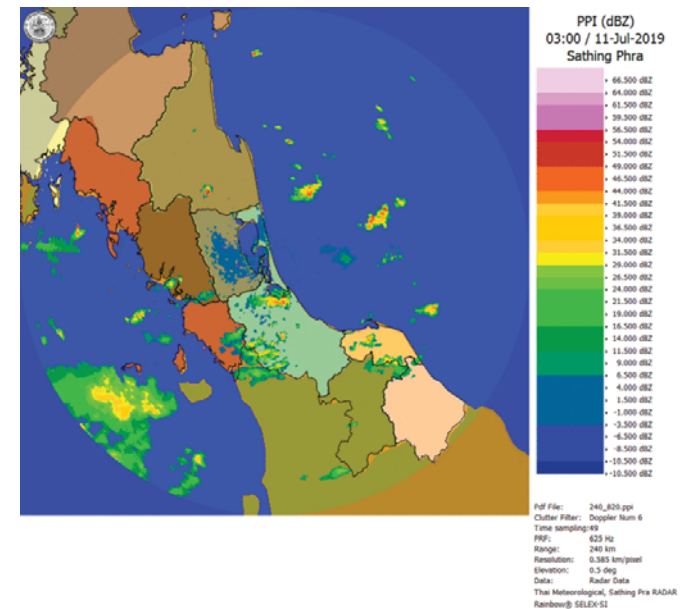 PPI (dBZ)
03:00 / 11-Jul-2019
Sathing Phra
66.500 dBZ
64.000 dBZ
61.500 dBZ
59.500 dBZ
56.500 dBZ
54.000 dBZ
51.500 dBZ
49.000 dBZ
46.500 dBZ
44.000 dBZ
41.500 dBZ
39.000 dBZ
36.500 dBZ
34.000 dBZ
31.500 dBZ
29.000 dBZ
26.500 dBZ
24.000 dBZ
21.500 dBZ
19.000 dBZ
16.500 dBZ
14.000 dBZ
11.500 dBZ
9.000 dBZ
6.500 dBZ
4.000 dBZ
1.500 dBZ
-1.000 dBZ
-3.500 dBZ
-6.500 dBZ
-8.500 dBZ
-10.500 dBZ
-10.500 dBZ
Pdf File: 240_820.ppi
Clutter Filter: Doppler Num 6
Time sampling:49
PRF: 625 Hz
Range: 240 km
Resolution: 0.585 km/pixel
Elevation: 0.5 deg
Data: Radar Data
Thai Meteorological, Sathing Pra RADAR
Rainbow® SELEX-SI